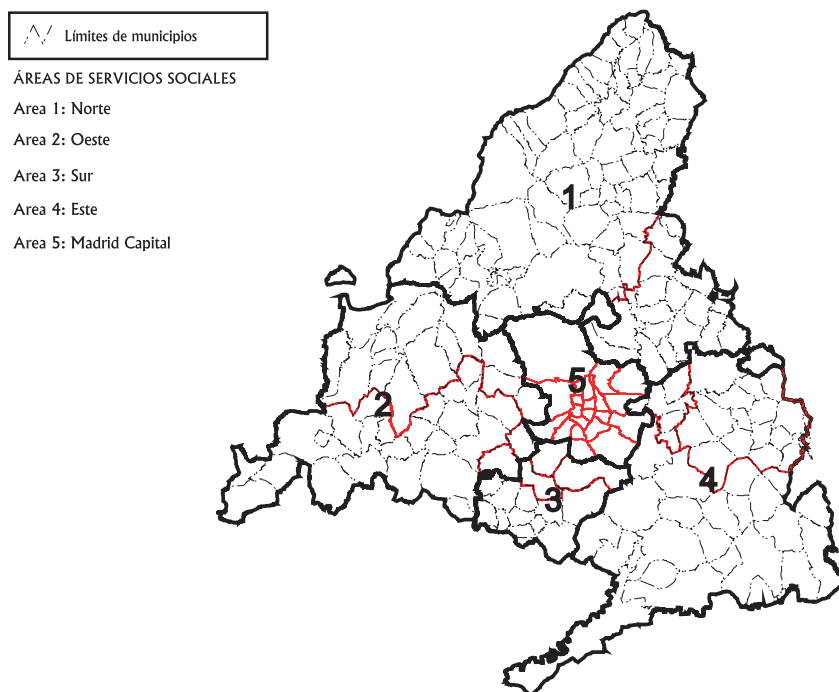 Límites de municipios
ÁREAS DE SERVICIOS SOCIALES
Area 1: Norte
Area 2: Oeste
Area 3: Sur
Area 4: Este
Area 5: Madrid Capital
1
5
2
4
3